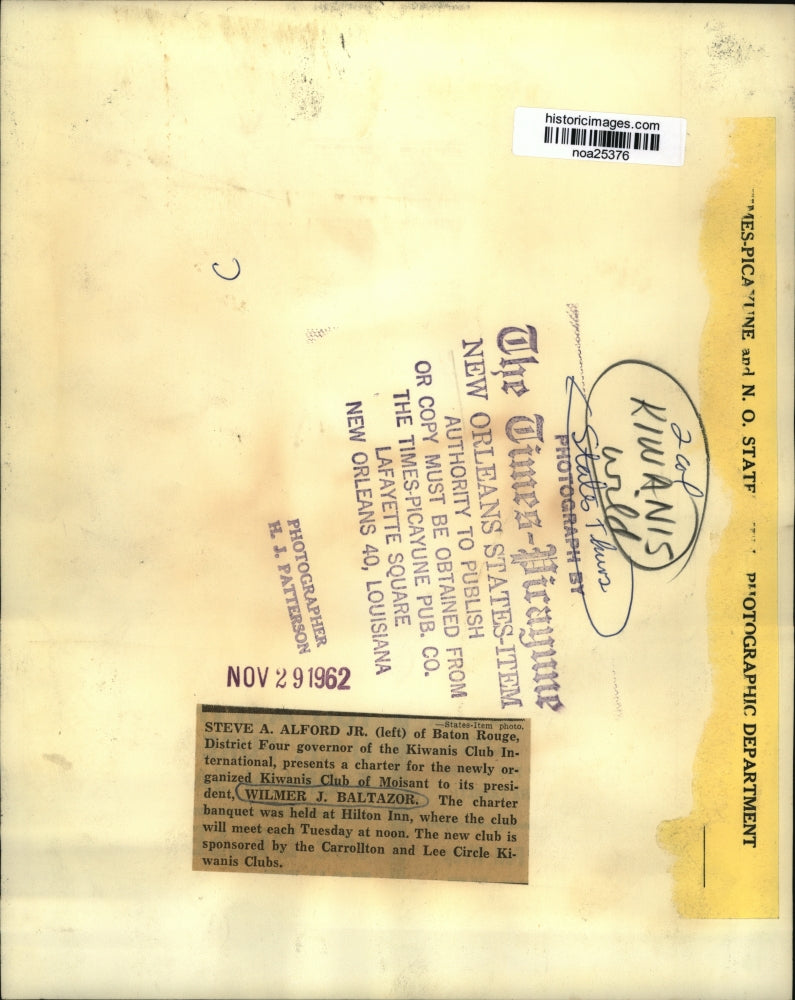 historicimages.com
noa25376
MES-PICAYUNE and N. O. STATE
PHOTOGRAPHIC DEPARTMENT
2 col
KIWANIS
wild
States Thurs
PHOTOGRAPH BY
The Times-Picayune
NEW ORLEANS STATES-ITEM
AUTHORITY TO PUBLISH
OR COPY MUST BE OBTAINED FROM
THE TIMES-PICAYUNE PUB. CO.
LAFAYETTE SQUARE
NEW ORLEANS 40, LOUISIANA
PHOTOGRAPHER
H. J. PATTERSON
C
NOV 29 1962
—States-Item photo.
STEVE A. ALFORD JR. (left) of Baton Rouge,
District Four governor of the Kiwanis Club In-
ternational, presents a charter for the newly or-
ganized Kiwanis Club of Moisant to its presi-
dent, WILMER J. BALTAZOR. The charter
banquet was held at Hilton Inn, where the club
will meet each Tuesday at noon. The new club is
sponsored by the Carrollton and Lee Circle Ki-
wanis Clubs.